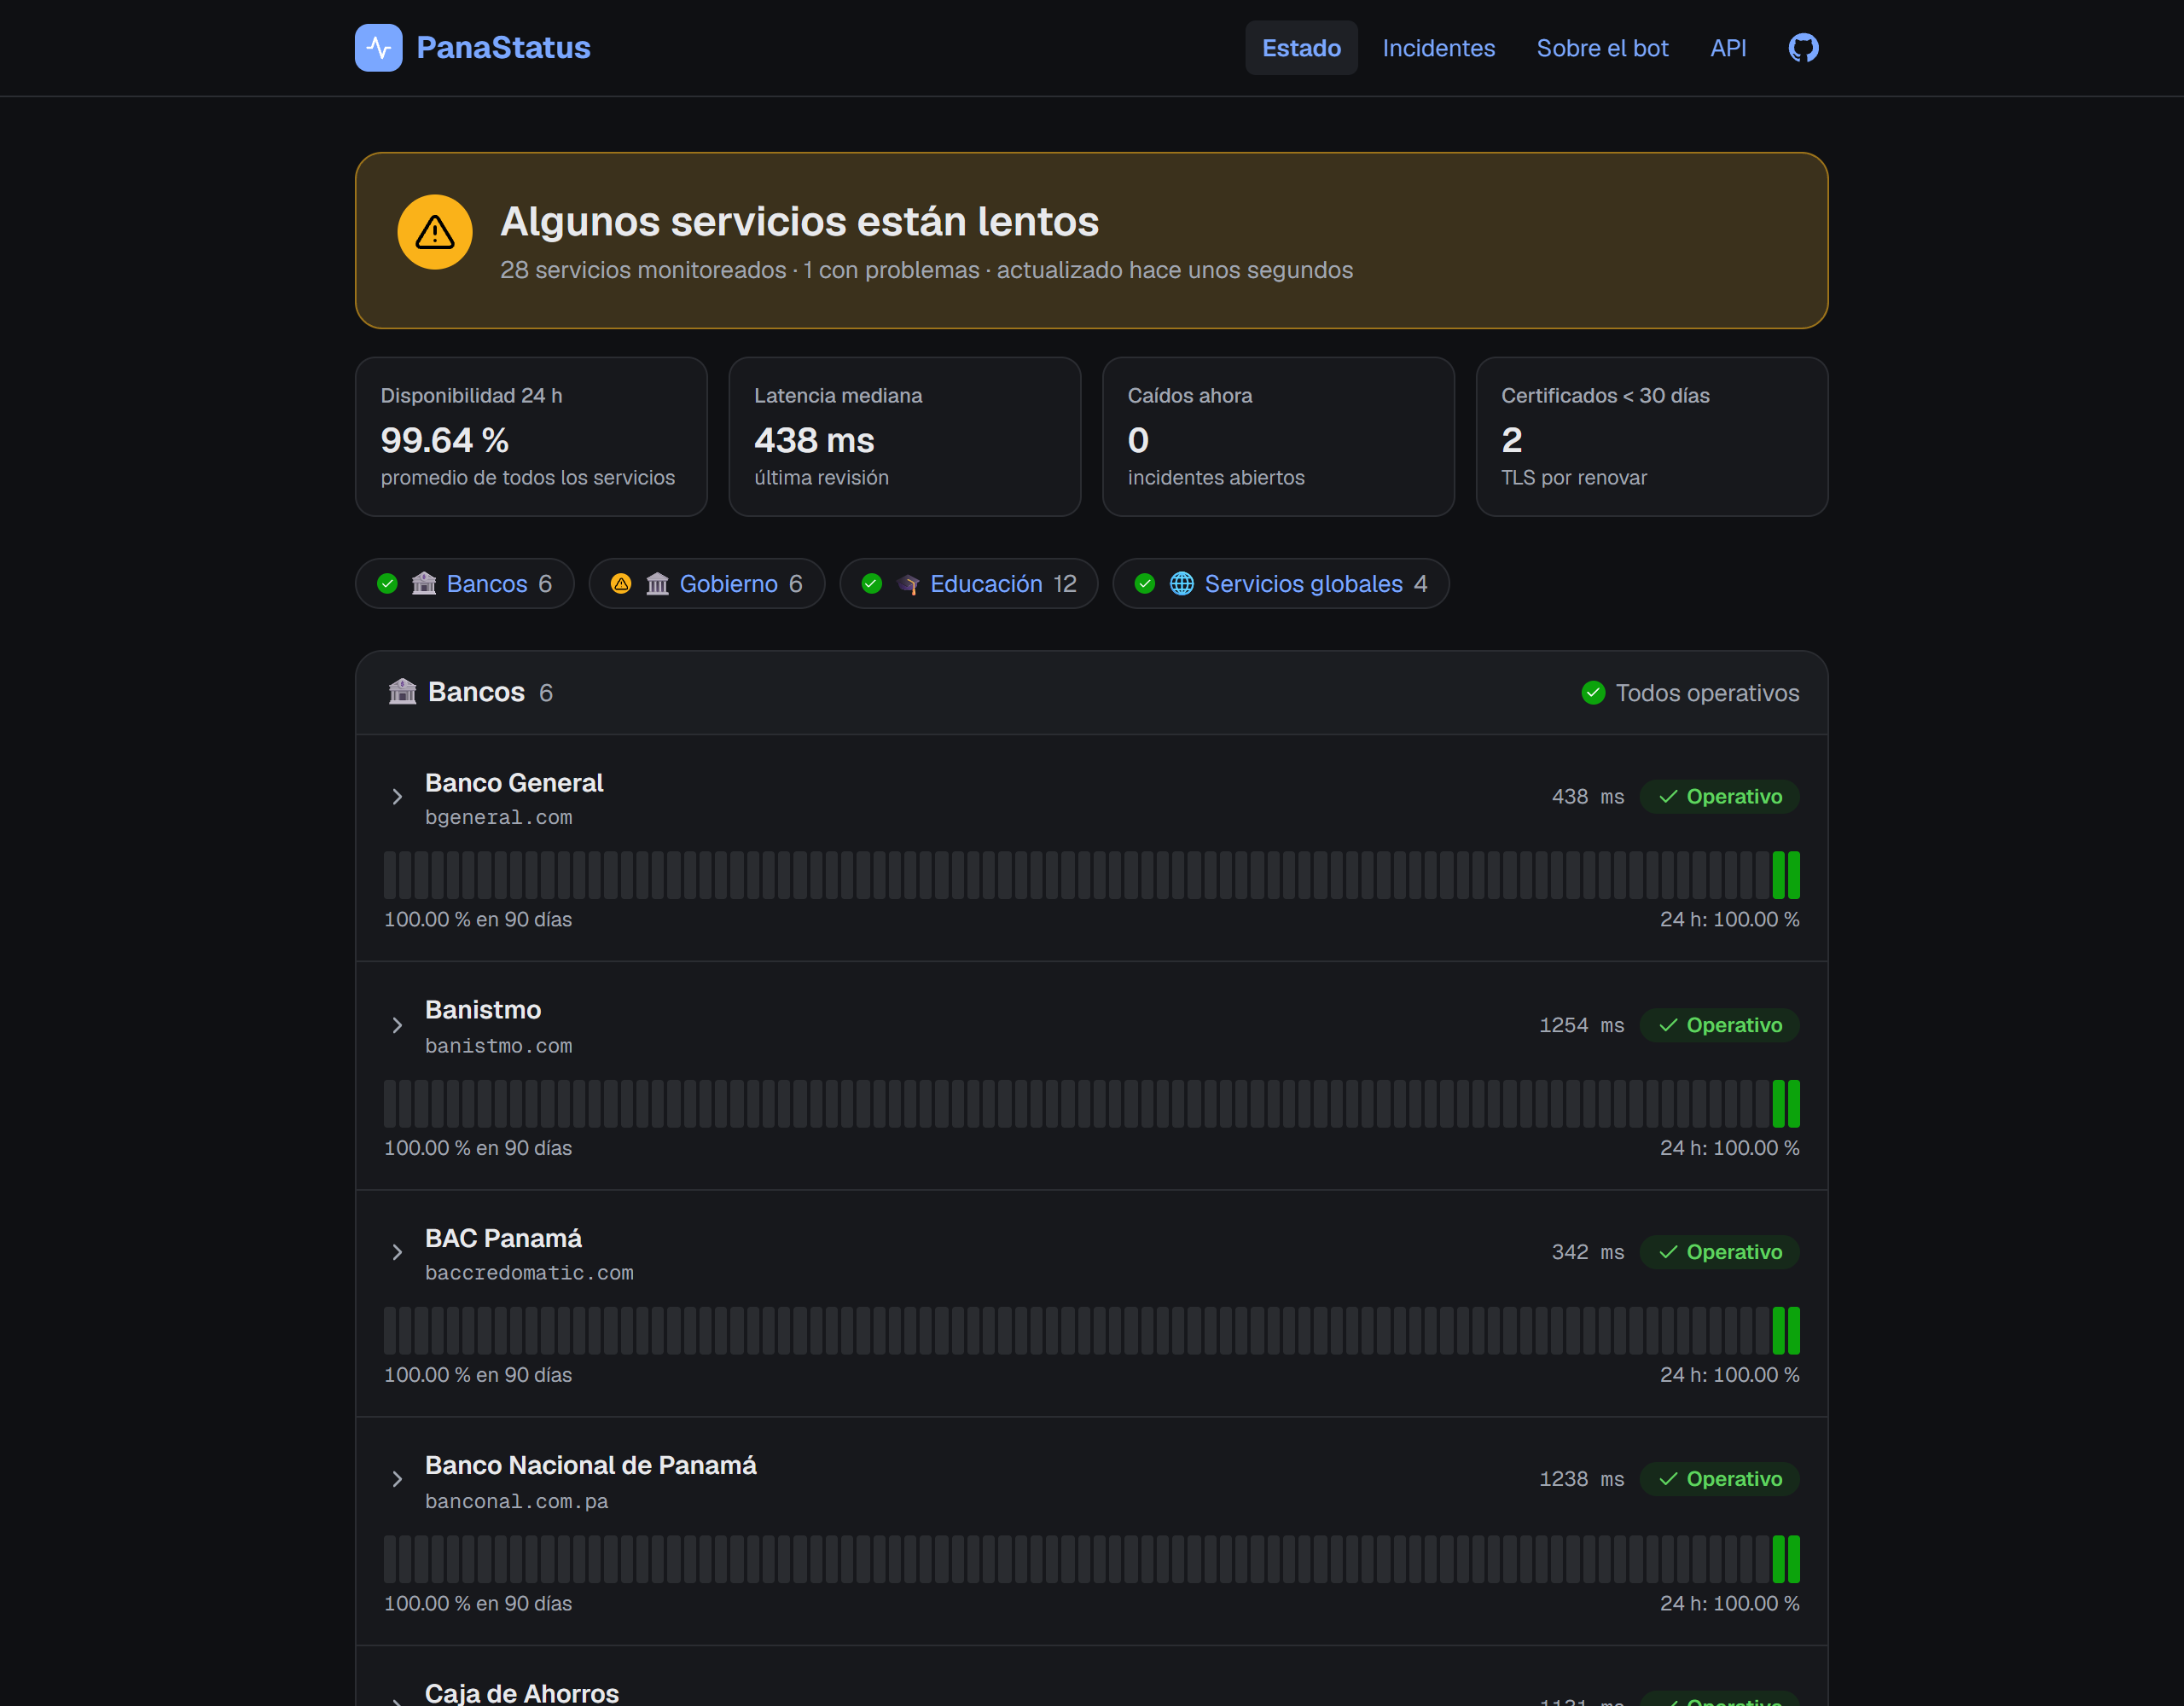 PanaStatus
Estado
Incidentes
Sobre el bot
API
Algunos servicios están lentos
28 servicios monitoreados · 1 con problemas · actualizado hace unos segundos
Disponibilidad 24 h
99.64 %
promedio de todos los servicios
Latencia mediana
438 ms
última revisión
Caídos ahora
0
incidentes abiertos
Certificados < 30 días
2
TLS por renovar
Bancos 6
Gobierno 6
Educación 12
Servicios globales 4
Bancos 6
Todos operativos
Banco General
bgeneral.com
438 ms
Operativo
100.00 % en 90 días
24 h: 100.00 %
Banistmo
banistmo.com
1254 ms
Operativo
100.00 % en 90 días
24 h: 100.00 %
BAC Panamá
baccredomatic.com
342 ms
Operativo
100.00 % en 90 días
24 h: 100.00 %
Banco Nacional de Panamá
banconal.com.pa
1238 ms
Operativo
100.00 % en 90 días
24 h: 100.00 %
Caja de Ahorros
ms
Operativo